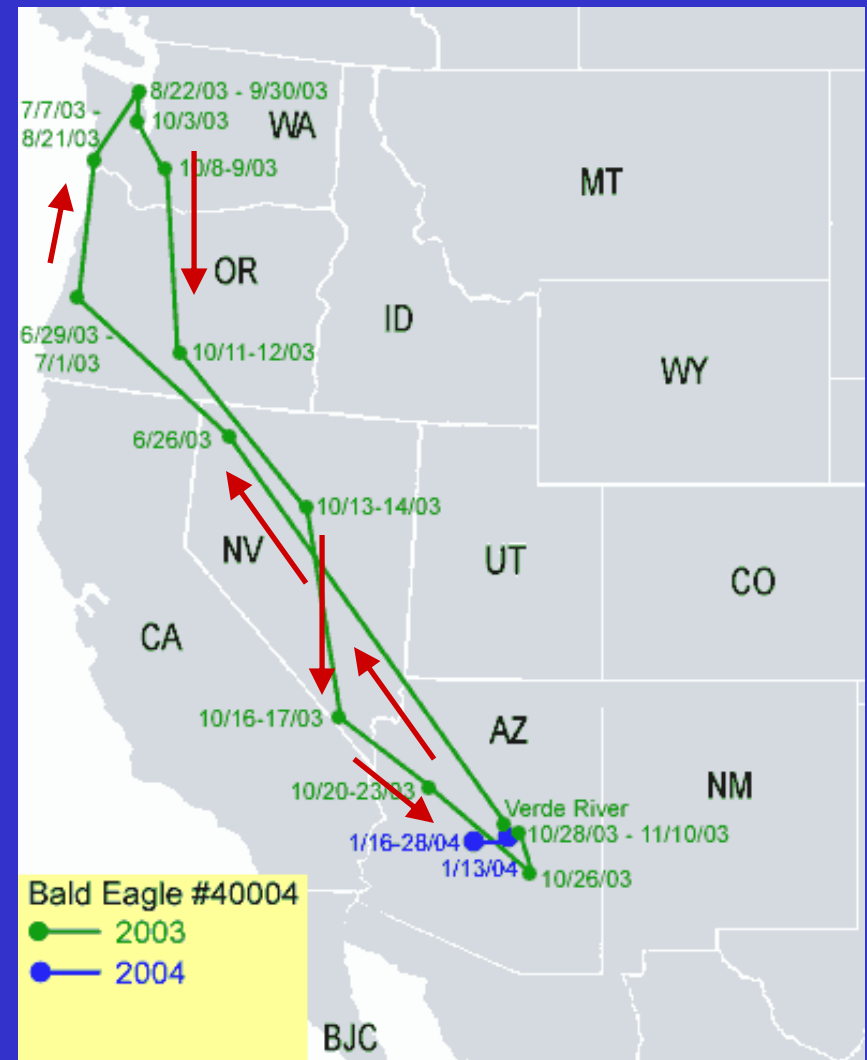 8/22/03 - 9/30/03
7/7/03 -
8/21/03
10/3/03
WA
10/8-9/03
MT
OR
ID
6/29/03 -
7/1/03
10/11-12/03
WY
6/26/03
10/13-14/03
NV
UT
CO
CA
10/16-17/03
AZ
10/20-23/03
NM
Verde River
10/28/03 - 11/10/03
1/16-28/04
1/13/04
10/26/03
Bald Eagle #40004
2003
2004
BJC